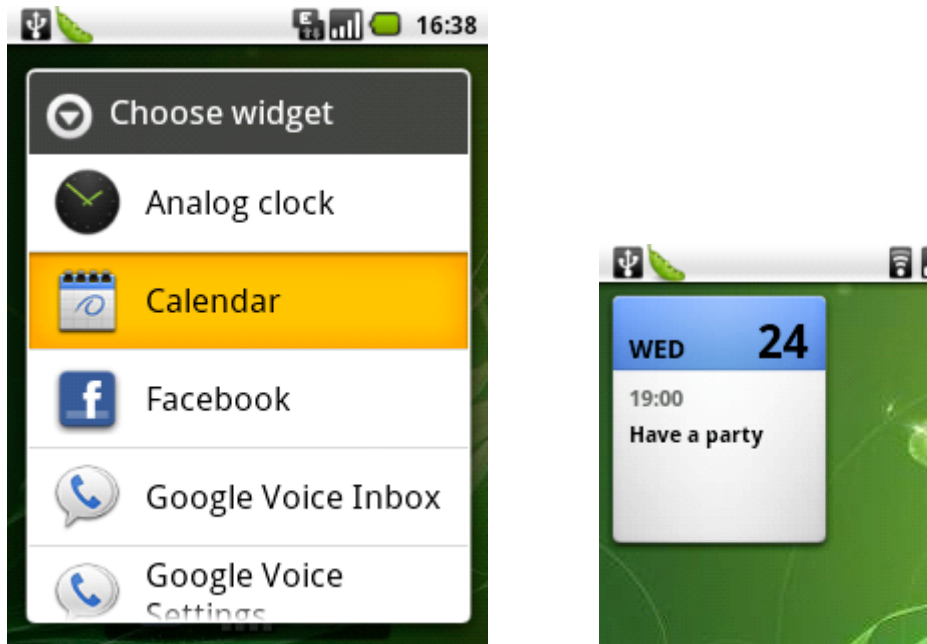 16:38
Choose widget
Analog clock
Calendar
Facebook
Google Voice Inbox
Google Voice
Settings
WED 24
19:00
Have a party